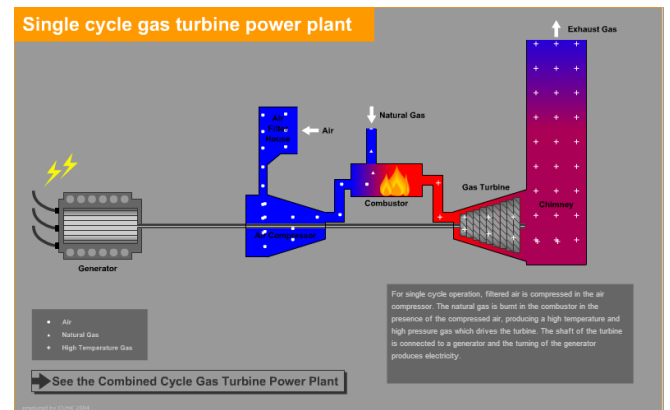 Single cycle gas turbine power plant
Exhaust Gas
Natural Gas
Air
Filter
House
Air
Gas Turbine
Combustor
Chimney
Air Compressor
Generator
For single cycle operation, filtered air is compressed in the air
compressor. The natural gas is burnt in the combustor in the
presence of the compressed air, producing a high temperature and
high pressure gas which drives the turbine. The shaft of the turbine
is connected to a generator and the turning of the generator
produces electricity.
Air
Natural Gas
High Temperature Gas
See the Combined Cycle Gas Turbine Power Plant